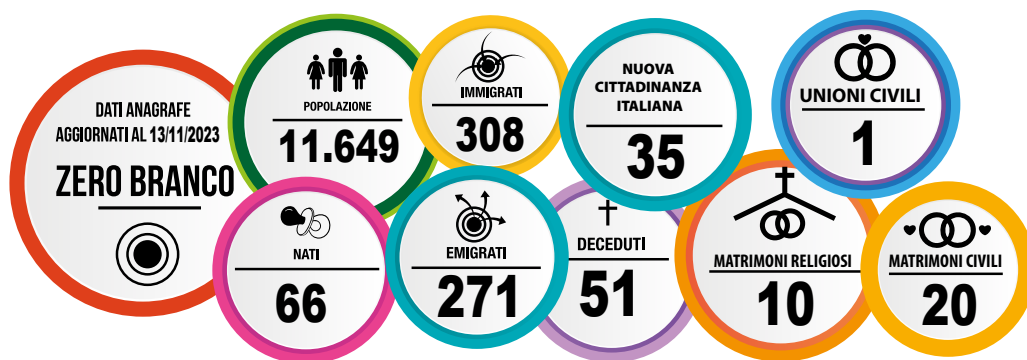 DATI ANAGRAFE
AGGIORNATI AL 13/11/2023
ZERO BRANCO
POPOLAZIONE
11.649
IMMIGRATI
308
NUOVA
CITTADINANZA
ITALIANA
35
UNIONI CIVILI
1
NATI
66
EMIGRATI
271
DECEDUTI
51
MATRIMONI RELIGIOSI
10
MATRIMONI CIVILI
20